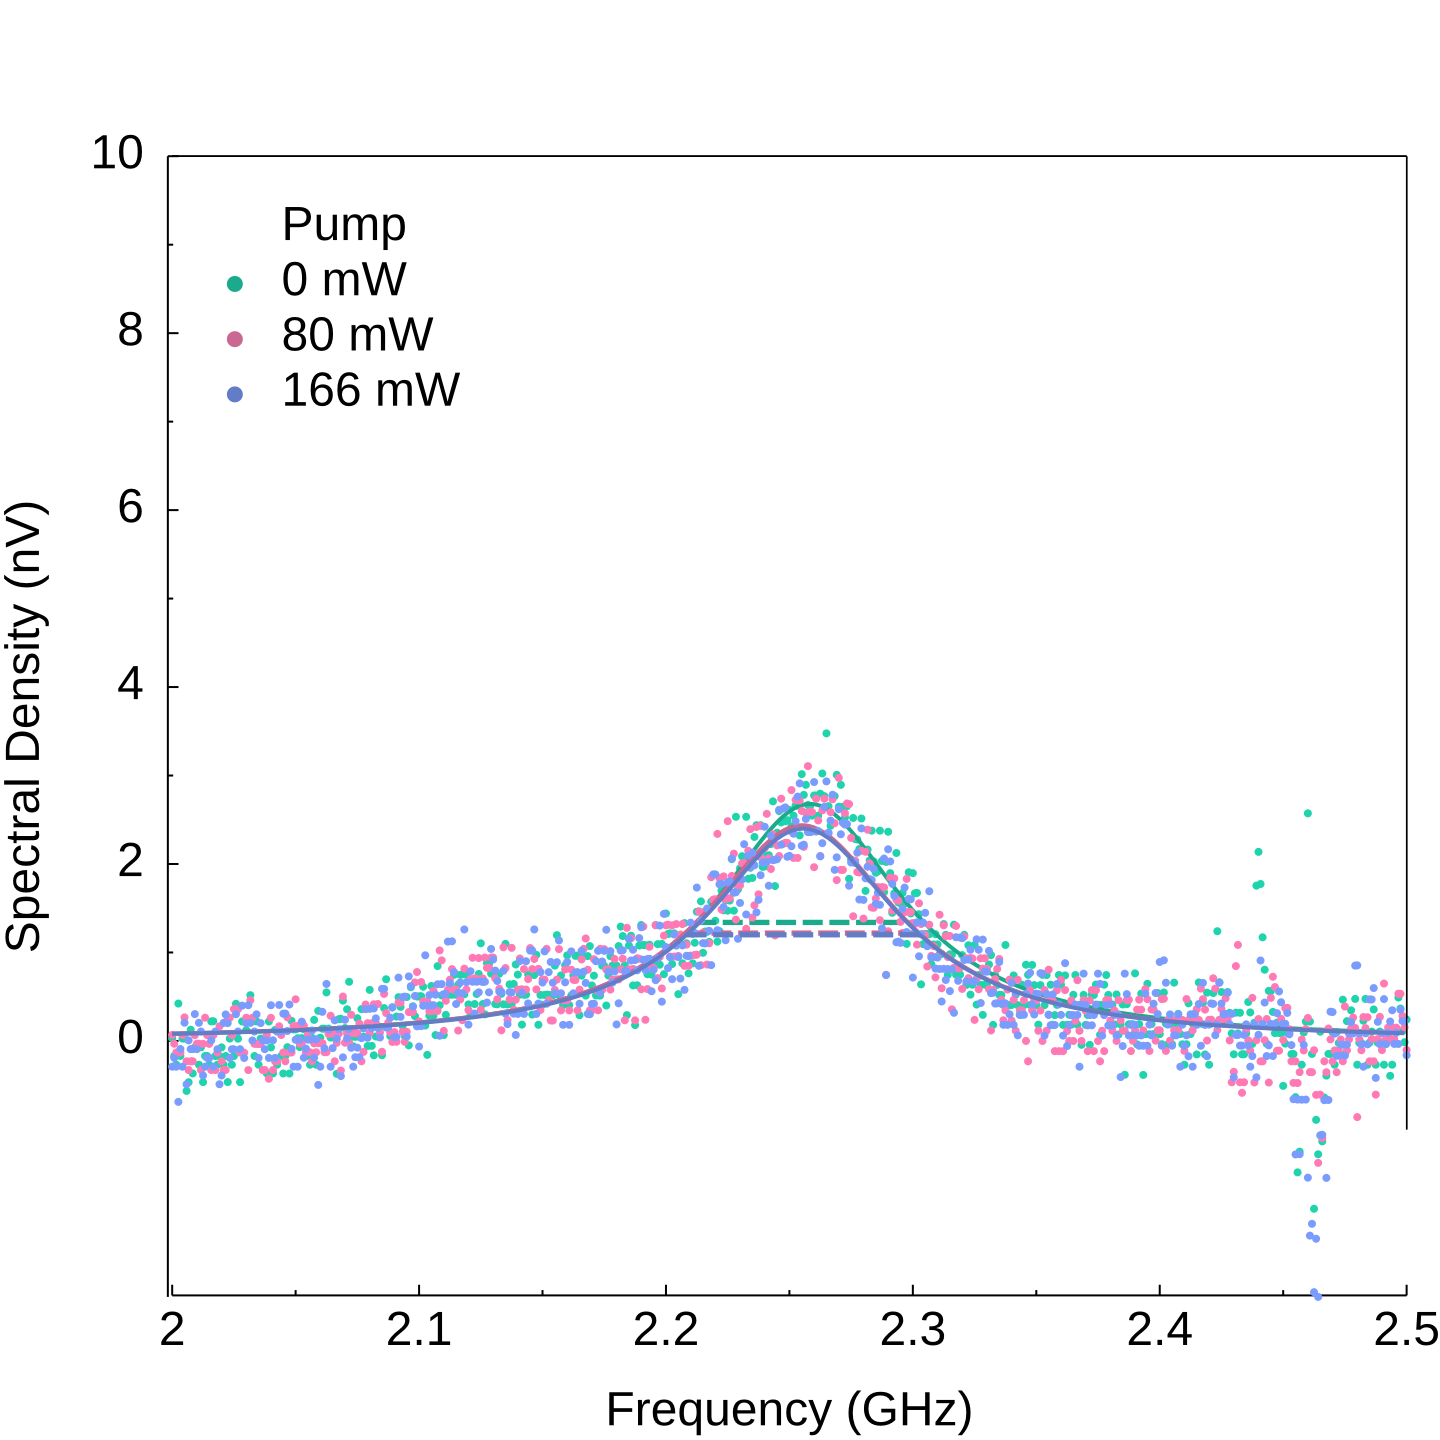 10
8
6
4
2
0
Spectral Density (nV)
Pump
0 mW
80 mW
166 mW
2 2.1 2.2 2.3 2.4 2.5
Frequency (GHz)